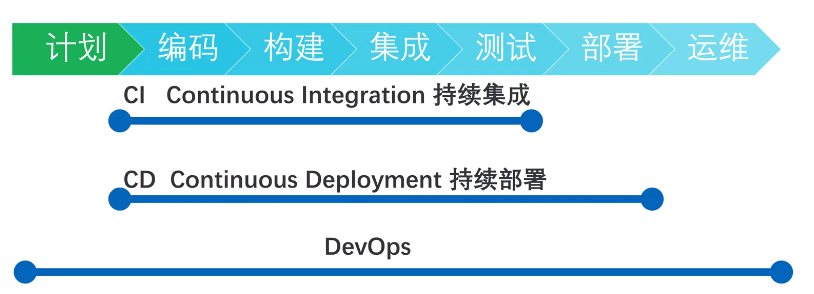 计划 编码 构建 集成 测试 部署 运维
CI Continuous Integration 持续集成
CD Continuous Deployment 持续部署
DevOps